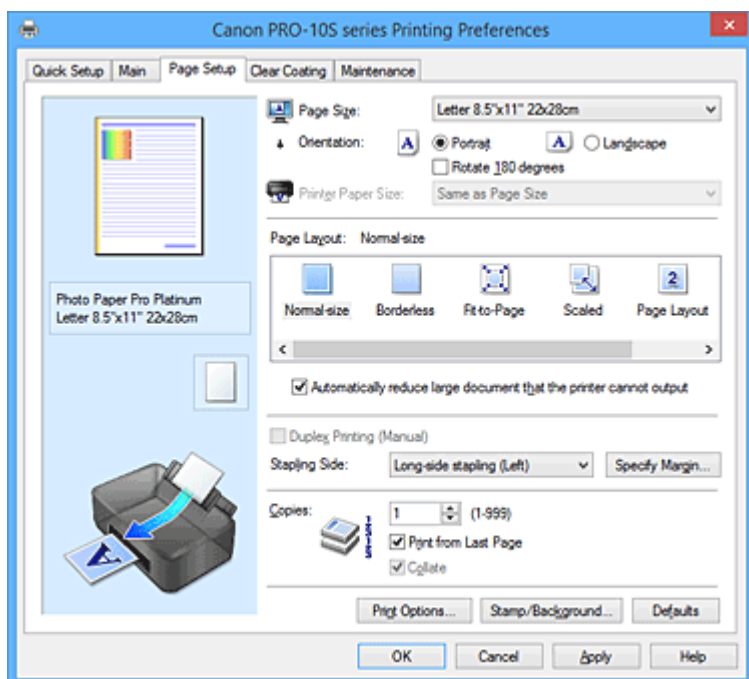 Canon PRO-10S series Printing Preferences
Quick Setup Main Page Setup Clear Coating Maintenance
Page Size: Letter 8.5"x11" 22x28cm
Orientation: A Portrait A Landscape
Rotate 180 degrees
Printer Paper Size: Same as Page Size
Page Layout: Normal-size
2
Normal-size Borderless Fit-to-Page Scaled Page Layout
Photo Paper Pro Platinum
Letter 8.5"x11" 22x28cm
Automatically reduce large document that the printer cannot output
Duplex Printing (Manual)
Stapling Side: Long-side stapling (Left) Specify Margin...
Copies: 1 (1-999)
Print from Last Page
Collate
A
Print Options... Stamp/Background... Defaults
OK Cancel Apply Help